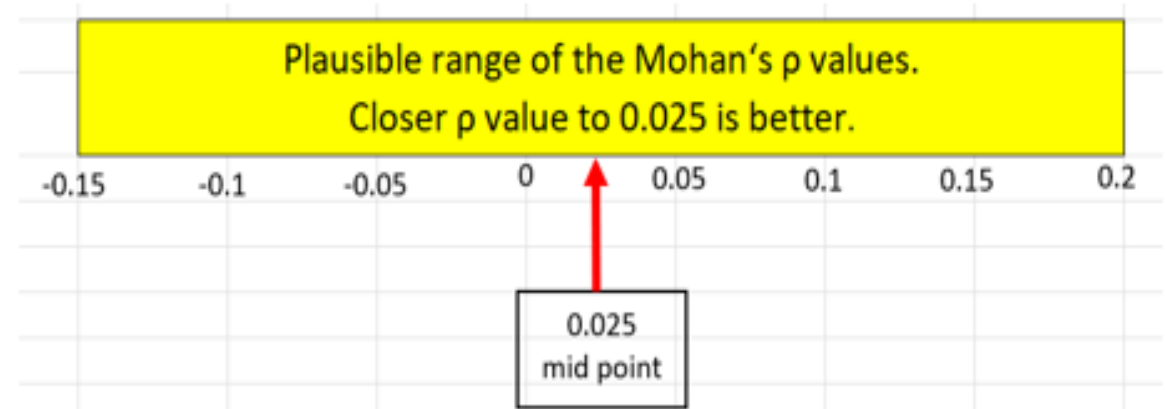 Plausible range of the Mohan‘s ρ values.
Closer ρ value to 0.025 is better.
-0.15 -0.1 -0.05 0 0.05 0.1 0.15 0.2
0.025
mid point